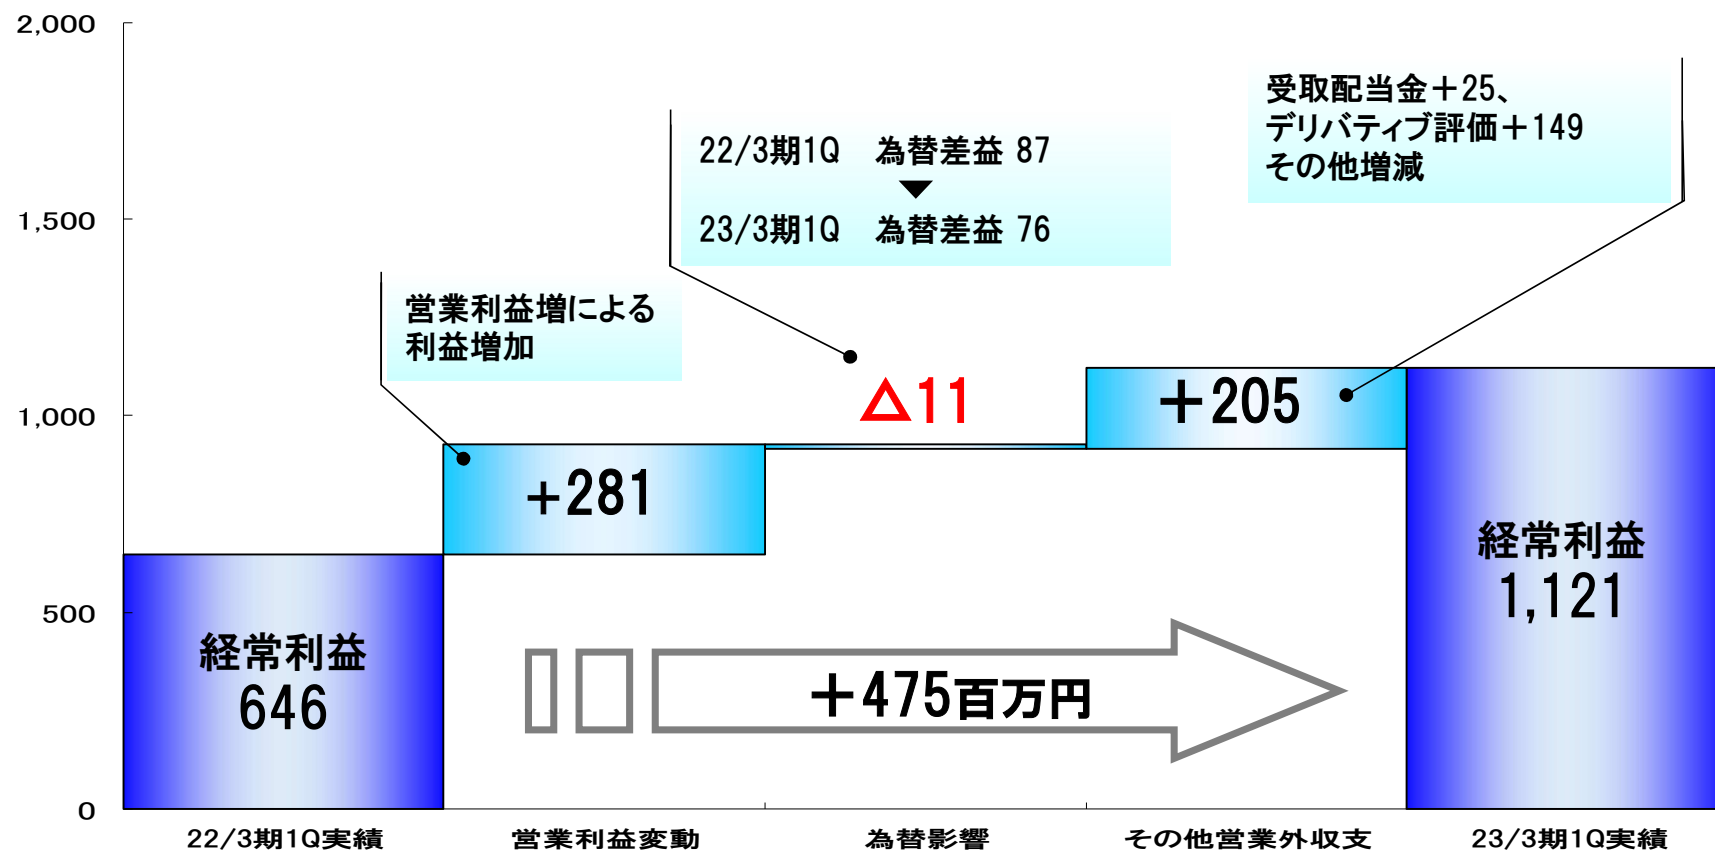 2,000
1,500
1,000
500
0
営業利益増による
利益増加
22/3期1Q 為替差益 87
▼
23/3期1Q 為替差益 76
受取配当金＋25、
デリバティブ評価＋149
その他増減
経常利益
646
+281
△11
＋205
経常利益
1,121
＋475百万円
22/3期1Q実績
営業利益変動
為替影響
その他営業外収支
23/3期1Q実績